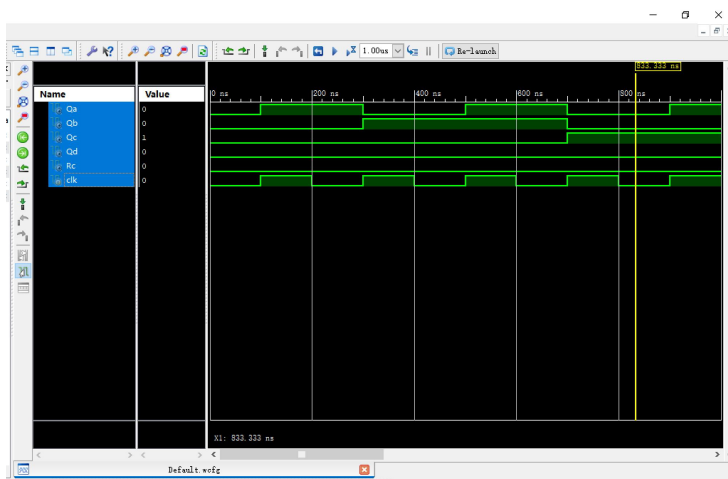 1.00us Re-launch
833.333 ns
Name Value
0 ns 200 ns 400 ns 600 ns 800 ns
Qa 0
Qb 0
Qc 1
Qd 0
Rc 0
clk 0
X1: 833.333 ns
Default.wcfg